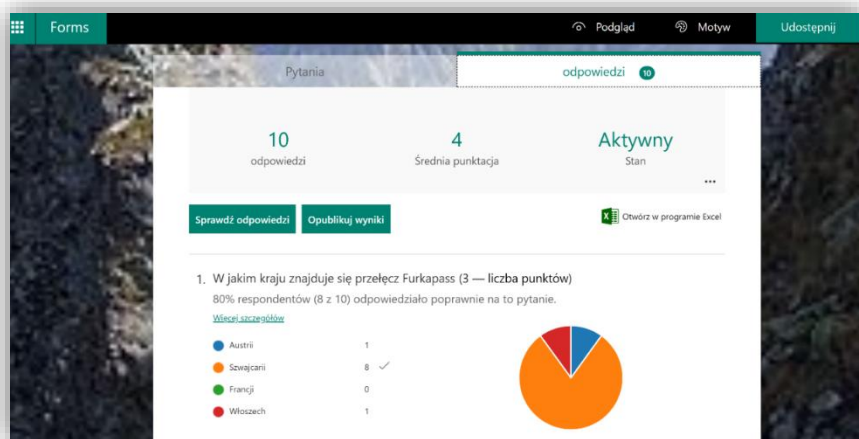 Forms Podgląd Motyw Udostępnij
Pytania odpowiedzi 10
10 4 Aktywny
odpowiedzi Średnia punktacja Stan
...
Sprawdź odpowiedzi Opublikuj wyniki Otwórz w programie Excel
1. W jakim kraju znajduje się przełęcz Furkapass (3 — liczba punktów)
80% respondentów (8 z 10) odpowiedziało poprawnie na to pytanie.
Więcej szczegółów
Austrii 1
Szwajcarii 8
Francji 0
Włoszech 1